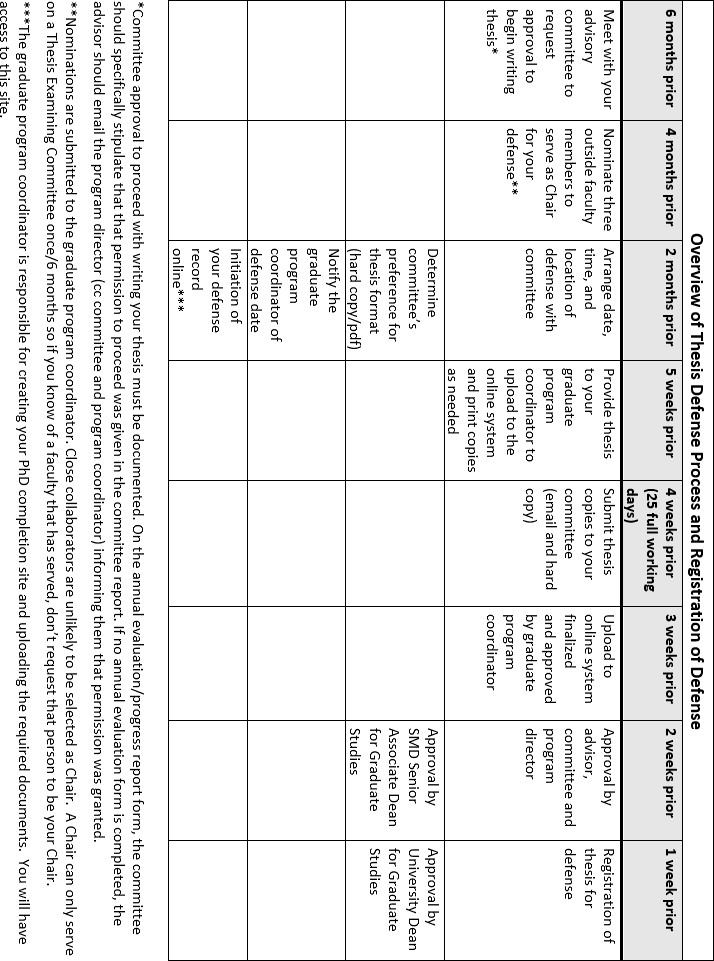 Overview of Thesis Defense Process and Registration of Defense
6 months prior
4 months prior
2 months prior
5 weeks prior
4 weeks prior
(25 full working
days)
3 weeks prior
2 weeks prior
1 week prior
Meet with your
advisory
committee to
request
approval to
begin writing
thesis*
Nominate three
outside faculty
members to
serve as Chair
for your
defense**
Arrange date,
time, and
location of
defense with
committee
Provide thesis
to your
graduate
program
coordinator to
upload to the
online system
and print copies
as needed
Submit thesis
copies to your
committee
(email and hard
copy)
Upload to
online system
finalized
and approved
by graduate
program
coordinator
Approval by
advisor,
committee and
program
director
Registration of
thesis for
defense
Determine
committee's
preference for
thesis format
(hard copy/pdf)
Approval by
SMD Senior
Associate Dean
for Graduate
Studies
Approval by
University Dean
for Graduate
Studies
Notify the
graduate
program
coordinator of
defense date
Initiation of
your defense
record
online***
*Committee approval to proceed with writing your thesis must be documented. On the annual evaluation/progress report form, the committee
should specifically stipulate that that permission to proceed was given in the committee report. If no annual evaluation form is completed, the
advisor should email the program director (cc committee and program coordinator) informing them that permission was granted.
**Nominations are submitted to the graduate program coordinator. Close collaborators are unlikely to be selected as Chair. A Chair can only serve
on a Thesis Examining Committee once/6 months so if you know of a faculty that has served, don't request that person to be your Chair.
***The graduate program coordinator is responsible for creating your PhD completion site and uploading the required documents. You will have
access to this site.